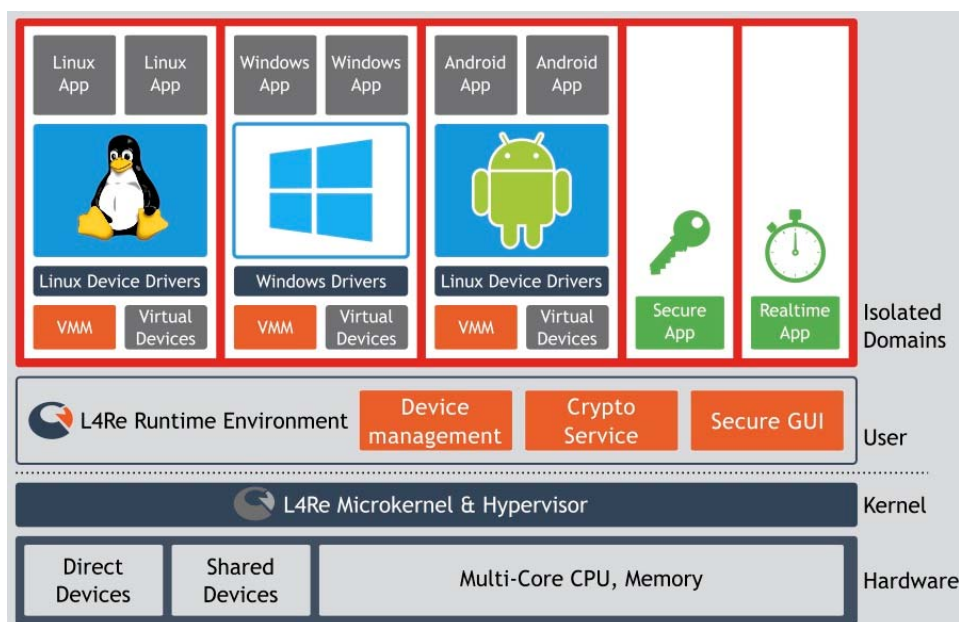 Linux App
Linux App
Windows App
Windows App
Android App
Android App
Linux Device Drivers
Windows Drivers
Linux Device Drivers
VMM
Virtual Devices
VMM
Virtual Devices
VMM
Virtual Devices
Secure App
Realtime App
Isolated Domains
L4Re Runtime Environment
Device management
Crypto Service
Secure GUI
User
L4Re Microkernel & Hypervisor
Kernel
Direct Devices
Shared Devices
Multi-Core CPU, Memory
Hardware